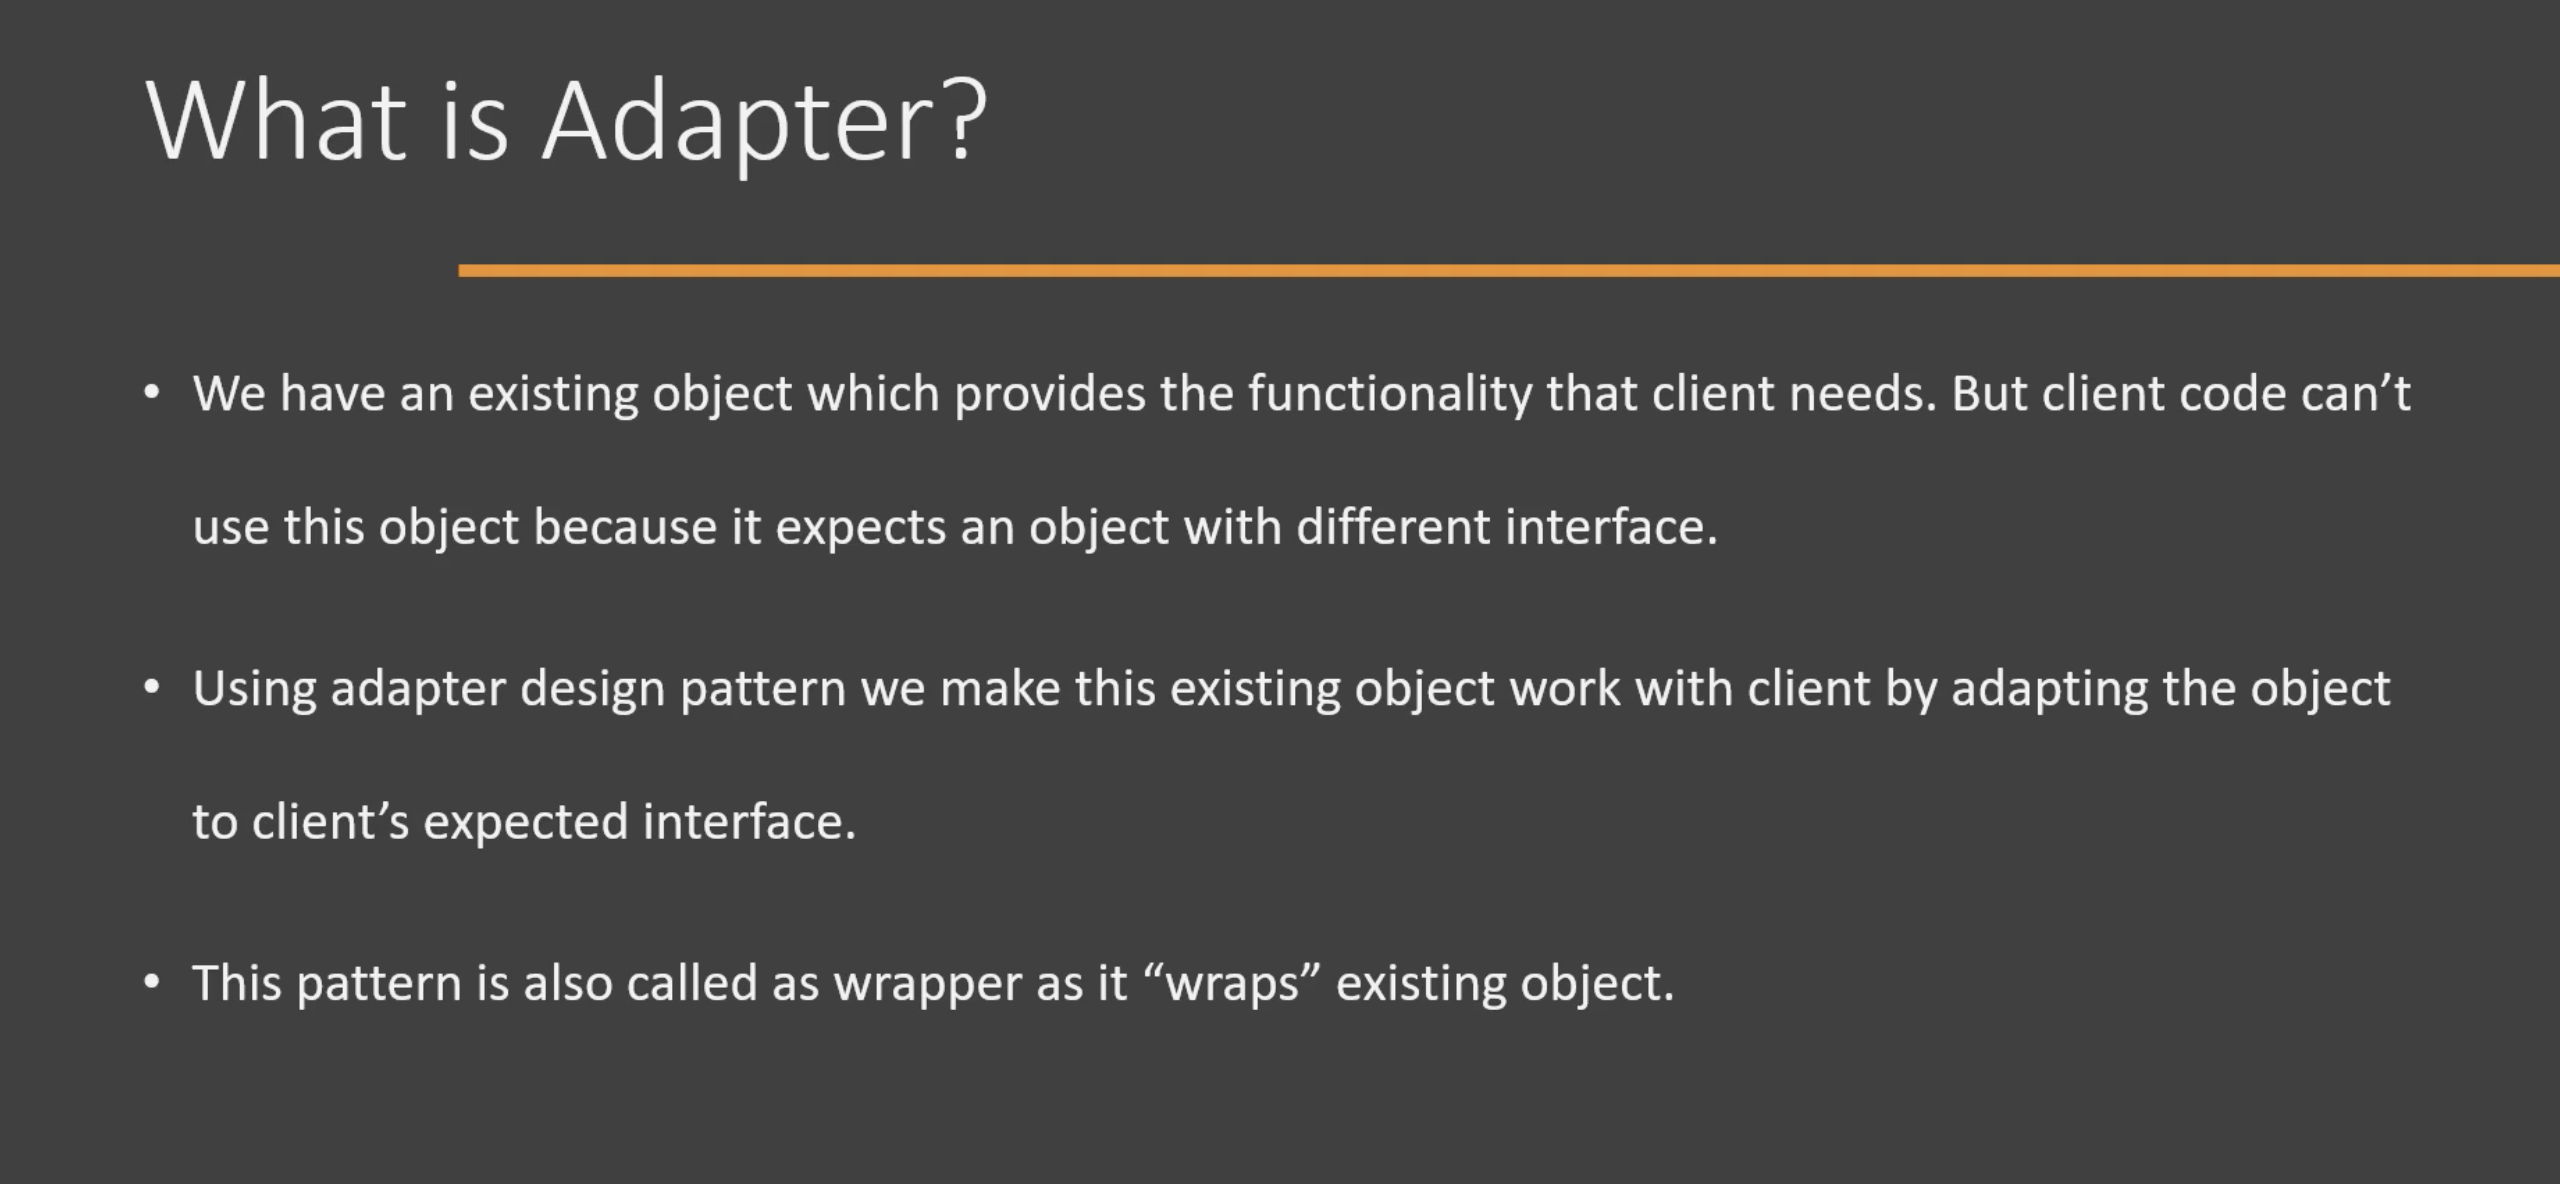 What is Adapter?
• We have an existing object which provides the functionality that client needs. But client code can’t
use this object because it expects an object with different interface.
• Using adapter design pattern we make this existing object work with client by adapting the object
to client’s expected interface.
• This pattern is also called as wrapper as it “wraps” existing object.